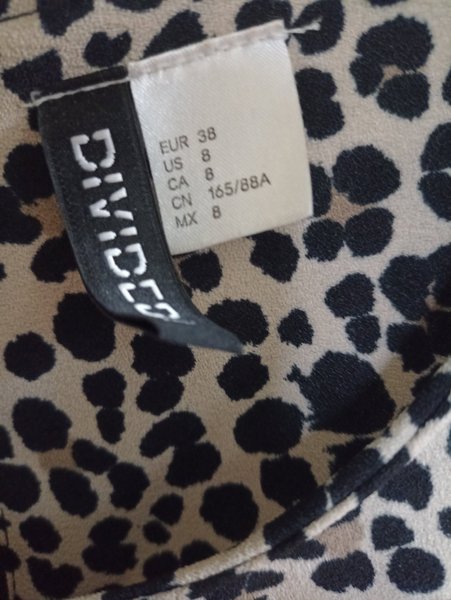 DIVIDED
EUR 38
US 8
CA 8
CN 165/88A
MX 8